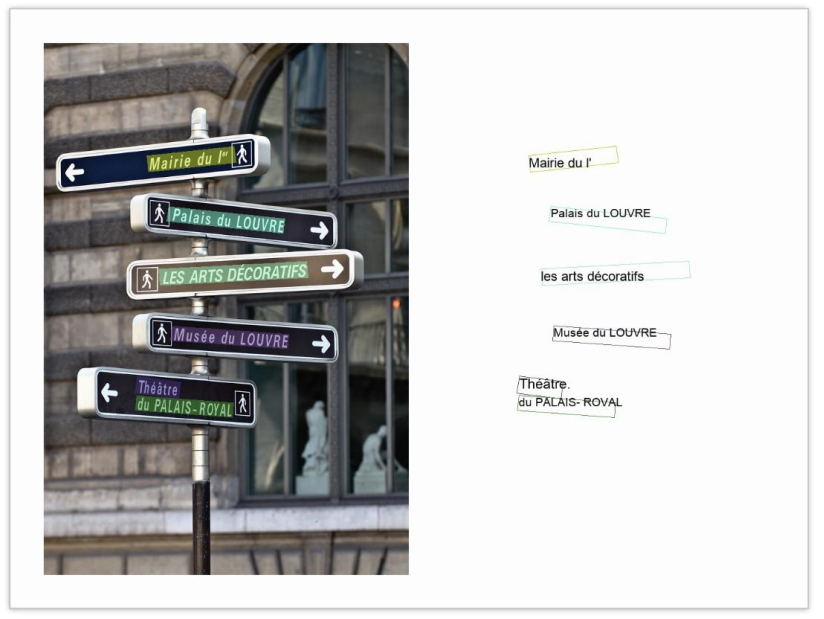 Mairie du Ier
Palais du LOUVRE
LES ARTS DÉCORATIFS
Musée du LOUVRE
Théâtre
du PALAIS-ROYAL
Mairie du l'
Palais du LOUVRE
les arts décoratifs
Musée du LOUVRE
Théâtre.
du PALAIS- ROVAL